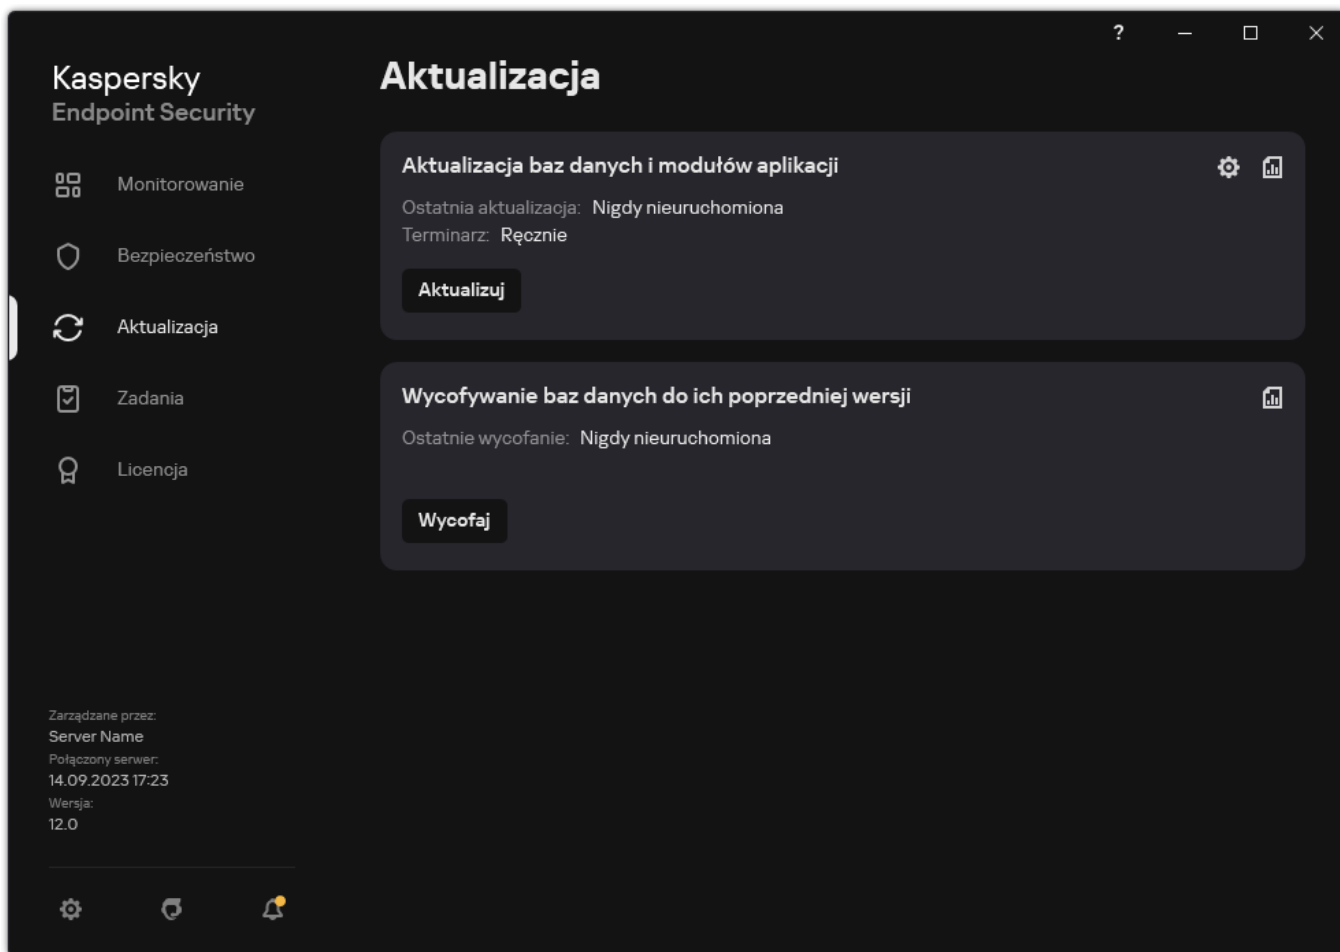 ?
Kaspersky
Endpoint Security
Monitorowanie
Bezpieczeństwo
Aktualizacja
Zadania
Licencja
Zarządzane przez:
Server Name
Połączony serwer:
14.09.2023 17:23
Wersja:
12.0
Aktualizacja
Aktualizacja baz danych i modułów aplikacji
Ostatnia aktualizacja: Nigdy nieuruchomiona
Terminarz: Ręcznie
Aktualizuj
Wycofywanie baz danych do ich poprzedniej wersji
Ostatnie wycofanie: Nigdy nieuruchomiona
Wycofaj